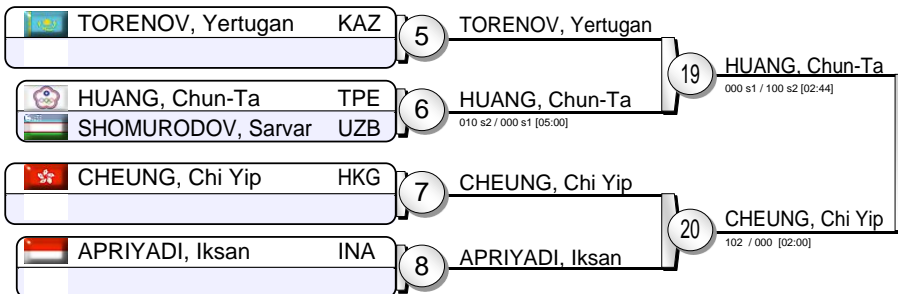 TORENOV, Yertugan KAZ
5
TORENOV, Yertugan
19
HUANG, Chun-Ta
000 s1 / 100 s2 [02:44]
HUANG, Chun-Ta TPE
SHOMURODOV, Sarvar UZB
6
HUANG, Chun-Ta
010 s2 / 000 s1 [05:00]
CHEUNG, Chi Yip HKG
7
CHEUNG, Chi Yip
20
CHEUNG, Chi Yip
102 / 000 [02:00]
APRIYADI, Iksan INA
8
APRIYADI, Iksan